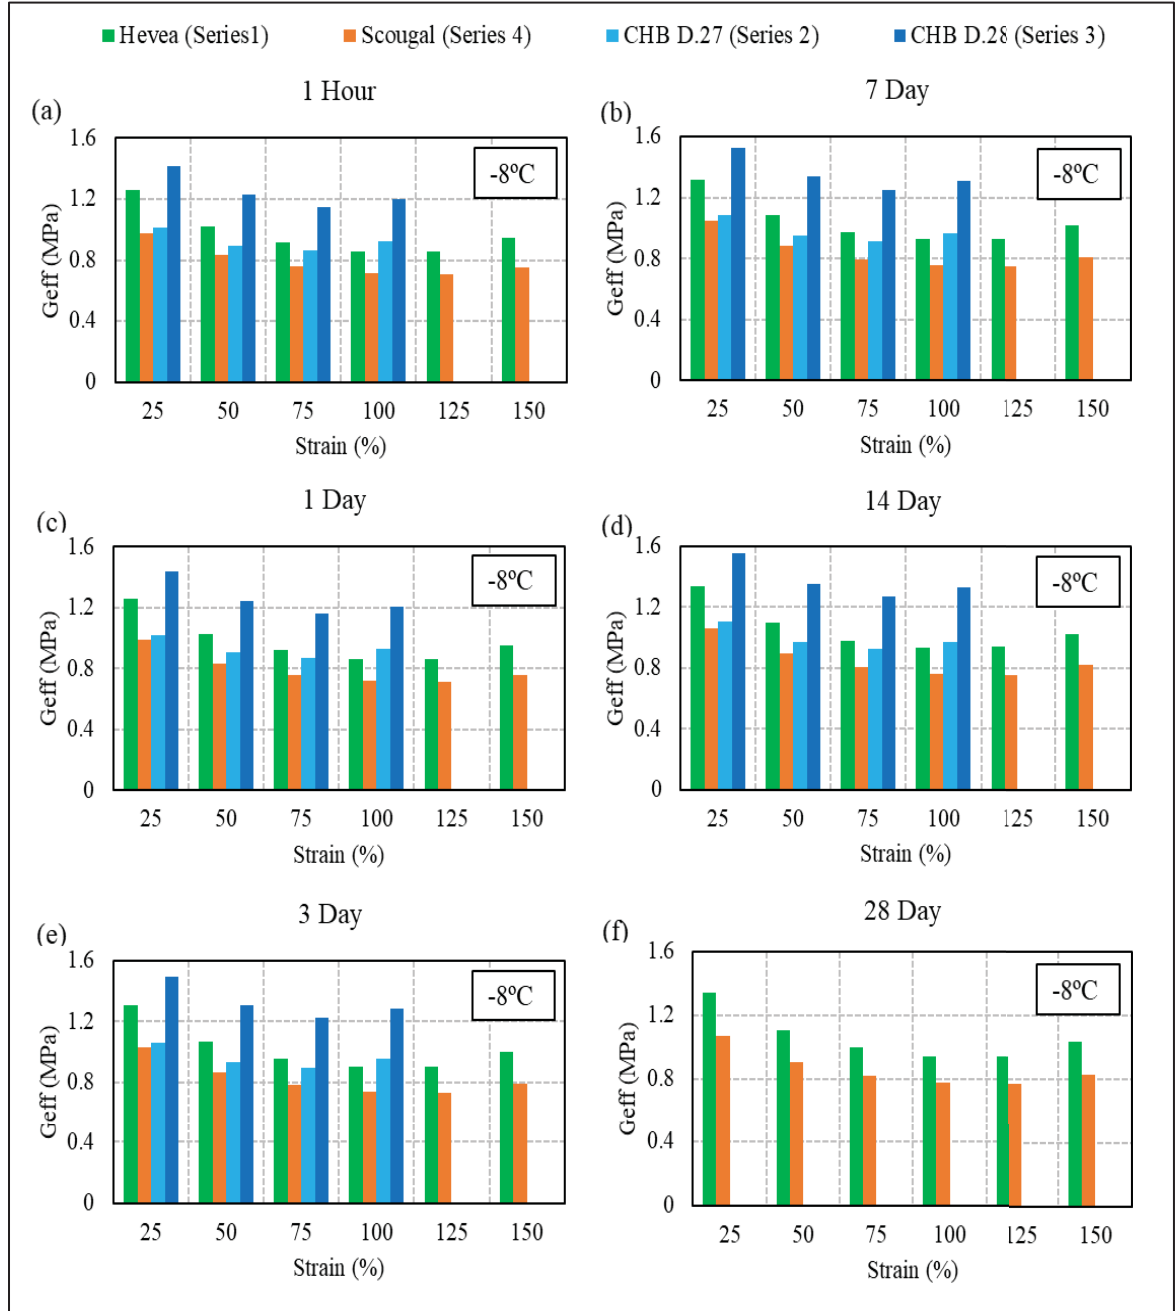 Hevea (Series1) Scougal (Series 4) CHB D.27 (Series 2) CHB D.28 (Series 3)
(a) 1 Hour
-8ºC
Geff (MPa)
1.6
1.2
0.8
0.4
0
25 50 75 100 125 150
Strain (%)
(b) 7 Day
-8ºC
Geff (MPa)
1.6
1.2
0.8
0.4
0
25 50 75 100 125 150
Strain (%)
(c) 1 Day
-8ºC
Geff (MPa)
1.6
1.2
0.8
0.4
0
25 50 75 100 125 150
Strain (%)
(d) 14 Day
-8ºC
Geff (MPa)
1.6
1.2
0.8
0.4
0
25 50 75 100 125 150
Strain (%)
(e) 3 Day
-8ºC
Geff (MPa)
1.6
1.2
0.8
0.4
0
25 50 75 100 125 150
Strain (%)
(f) 28 Day
-8ºC
Geff (MPa)
1.6
1.2
0.8
0.4
0
25 50 75 100 125 150
Strain (%)